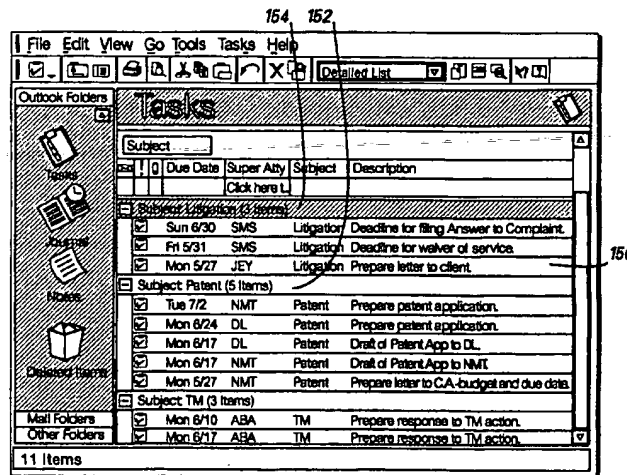 154 152
File Edit View Go Tools Tasks Help
Detailed List
Outlook Folders
Tasks
Subject
! Due Date Super Atty Subject Description
Click here t..
Tasks
Journal
Notes
Deleted Items
Subject: Litigation (3 items)
Sun 6/30 SMS Litigation Deadline for filing Answer to Complaint.
Fri 5/31 SMS Litigation Deadline for waiver of service.
Mon 5/27 JEY Litigation Prepare letter to client.
Subject: Patent (5 Items)
Tue 7/2 NMT Patent Prepare patent application.
Mon 6/24 DL Patent Prepare patent application.
Mon 6/17 DL Patent Draft of Patent App to DL.
Mon 6/17 NMT Patent Draft of Patent App to NMT.
Mon 5/27 NMT Patent Prepare letter to C.A.-budget and due date.
Subject: TM (3 Items)
Mon 6/10 ABA TM Prepare response to TM action.
Mon 6/17 ABA TM Prepare response to TM action.
Mail Folders
Other Folders
11 Items